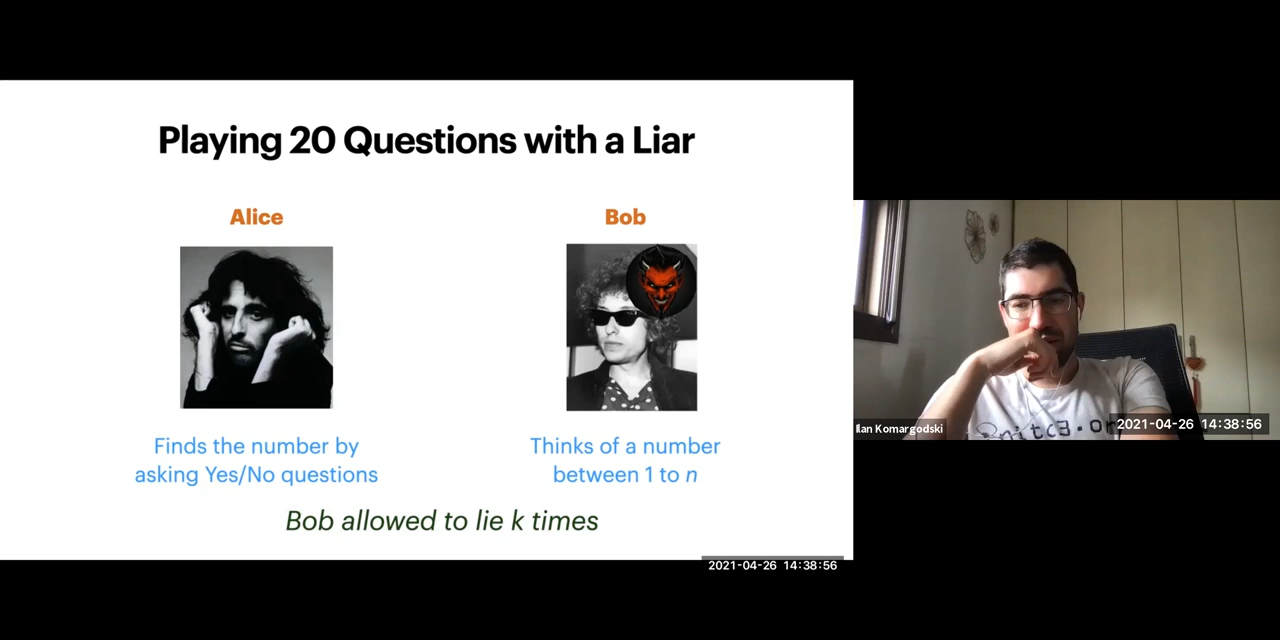 Playing 20 Questions with a Liar
Alice
Bob
Finds the number by
asking Yes/No questions
Thinks of a number
between 1 to n
Bob allowed to lie k times
2021-04-26 14:38:56
Ilan Komargodski
2021-04-26 14:38:56